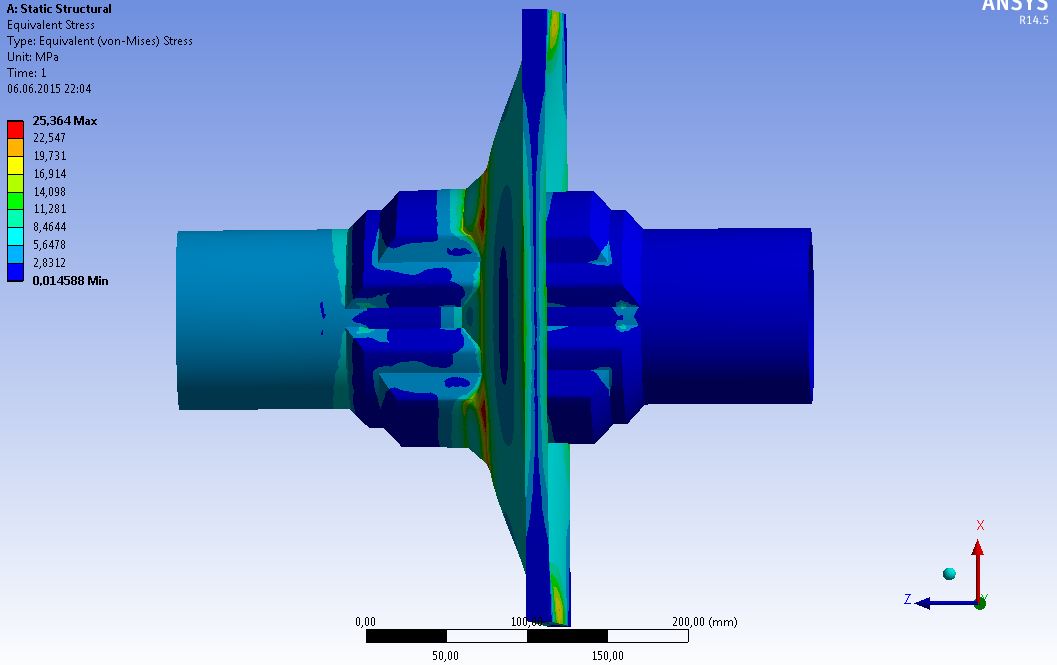 A: Static Structural
Equivalent Stress
Type: Equivalent (von-Mises) Stress
Unit: MPa
Time: 1
06.06.2015 22:04
ANSYS
R14.5
25,364 Max
22,547
19,731
16,914
14,098
11,281
8,4644
5,6478
2,8312
0,014588 Min
X
Z
Y
0,00
100,00
200,00 (mm)
50,00
150,00